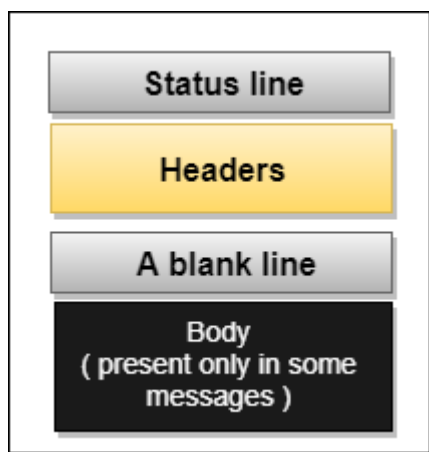 Status line
Headers
A blank line
Body
( present only in some
messages )